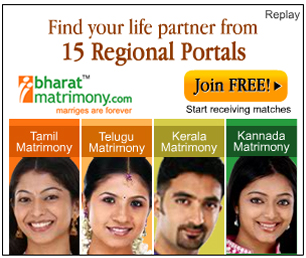 Replay
Find your life partner from
15 Regional Portals
bharat™
matrimony.com
marriges are forever
Join FREE!
Start receiving matches
Tamil
Matrimony
Telugu
Matrimony
Kerala
Matrimony
Kannada
Matrimony